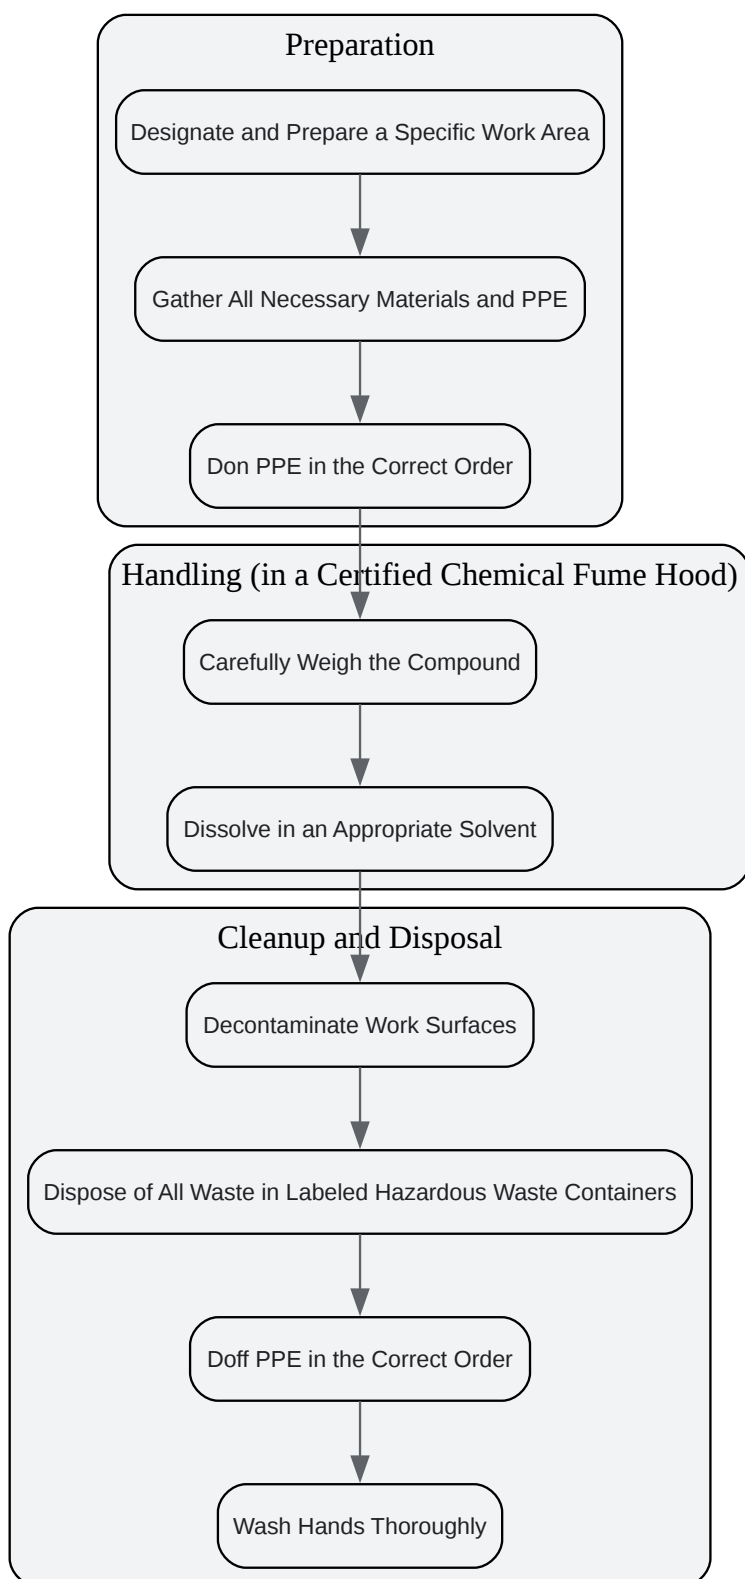 Preparation
Designate and Prepare a Specific Work Area
Gather All Necessary Materials and PPE
Don PPE in the Correct Order
Handling (in a Certified Chemical Fume Hood)
Carefully Weigh the Compound
Dissolve in an Appropriate Solvent
Cleanup and Disposal
Decontaminate Work Surfaces
Dispose of All Waste in Labeled Hazardous Waste Containers
Doff PPE in the Correct Order
Wash Hands Thoroughly